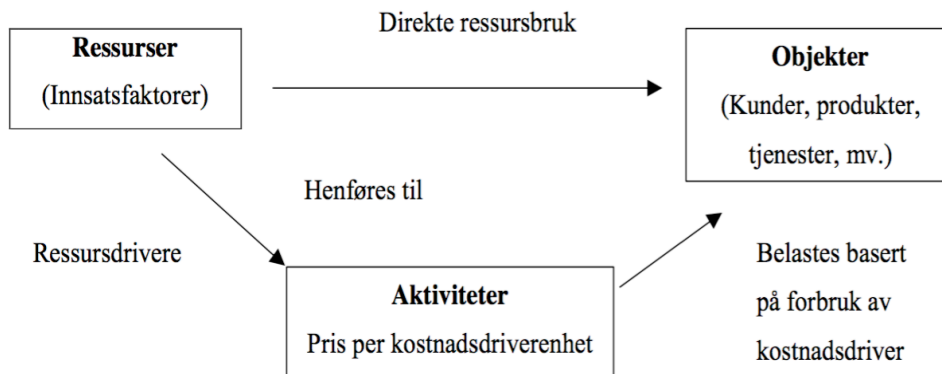 Direkte ressursbruk
Ressurser
(Innsatsfaktorer)
Objekter
(Kunder, produkter,
tjenester, mv.)
Henføres til
Ressursdrivere
Aktiviteter
Pris per kostnadsdriverenhet
Belastes basert
på forbruk av
kostnadsdriver